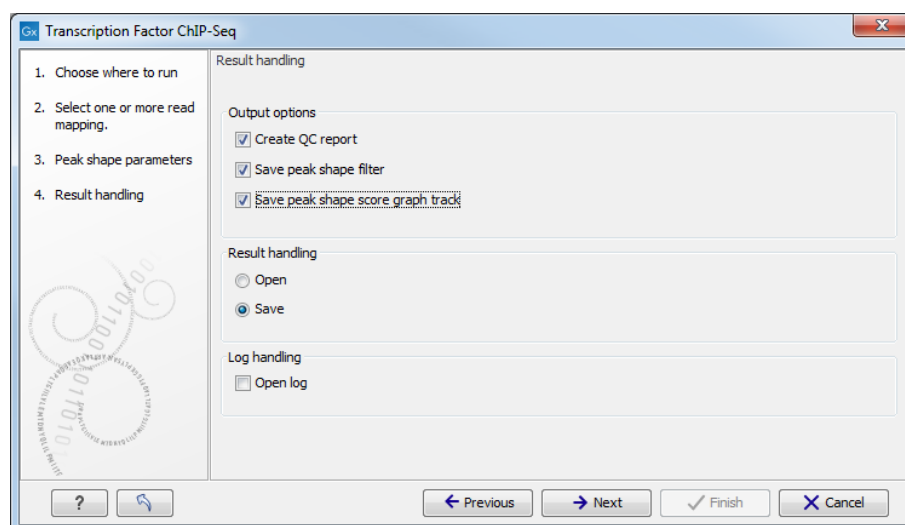 Gx Transcription Factor ChIP-Seq
1. Choose where to run
2. Select one or more read
mapping.
3. Peak shape parameters
4. Result handling
Result handling
Output options
Create QC report
Save peak shape filter
Save peak shape score graph track
Result handling
Open
Save
Log handling
Open log
?
Previous
Next
Finish
Cancel